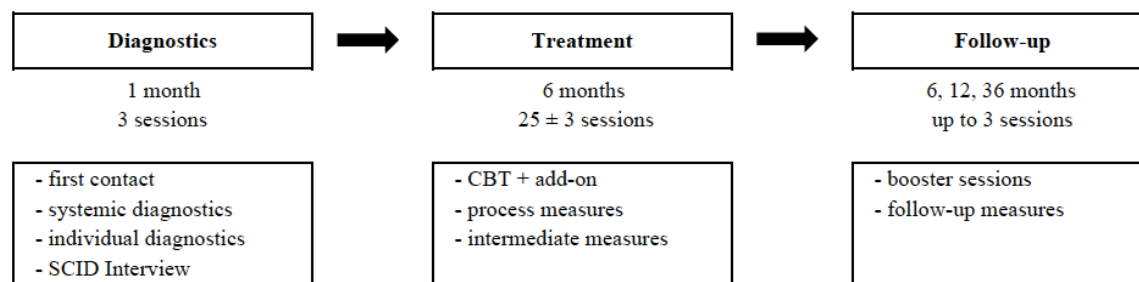 Diagnostics
1 month
3 sessions
- first contact
- systemic diagnostics
- individual diagnostics
- SCID Interview
Treatment
6 months
25 ± 3 sessions
- CBT + add-on
- process measures
- intermediate measures
Follow-up
6, 12, 36 months
up to 3 sessions
- booster sessions
- follow-up measures